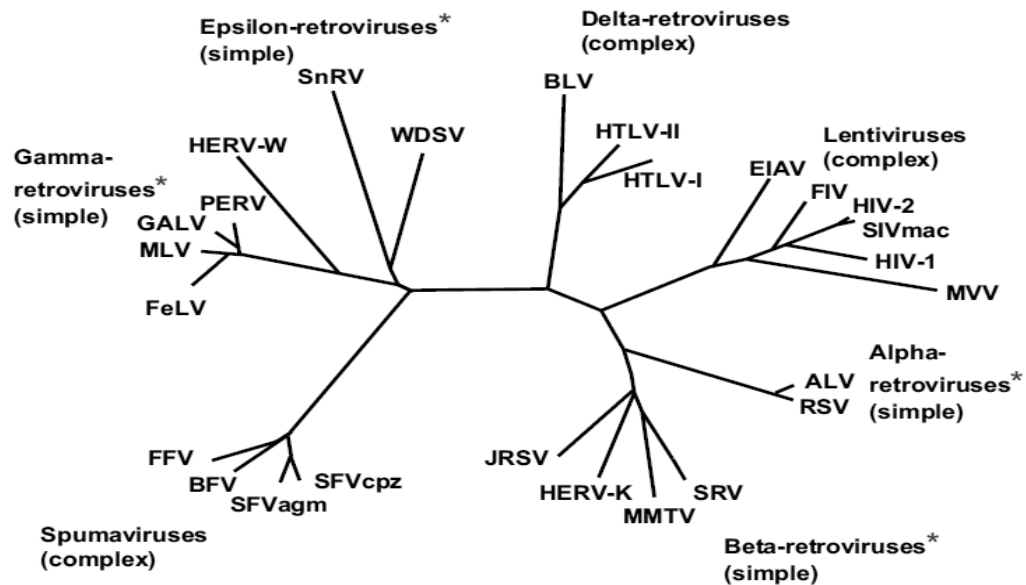 Epsilon-retroviruses*
(simple)
SnRV
WDSV
Delta-retroviruses
(complex)
BLV
HTLV-II
HTLV-I
Lentiviruses
(complex)
EIAV
FIV
HIV-2
SIVmac
HIV-1
MVV
Gamma-
retroviruses*
(simple)
HERV-W
PERV
GALV
MLV
FeLV
Alpha-
retroviruses*
(simple)
ALV
RSV
FFV
BFV
SFVagm
SFVcpz
Spumaviruses
(complex)
JRSV
HERV-K
MMTV
SRV
Beta-retroviruses*
(simple)